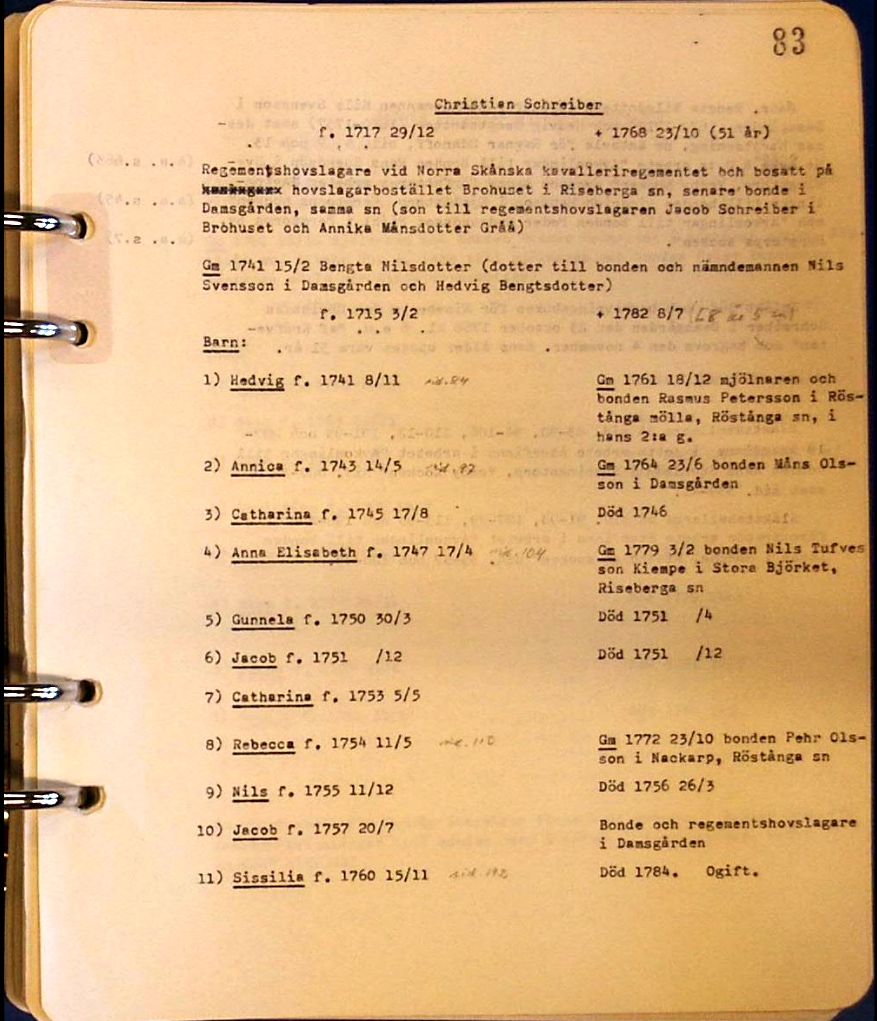 83
Christian Schreiber
f. 1717 29/12 + 1768 23/10 (51 år)
Regementshovslagare vid Norra Skånska kavalleriregementet och bosatt på
hovslagarbostället Brohuset i Riseberga sn, senare bonde i
Damsgården, samma sn (son till regementshovslagaren Jacob Schreiber i
Brohuset och Annika Månsdotter Gråå)
Gm 1741 15/2 Bengta Nilsdotter (dotter till bonden och nämndemannen Nils
Svensson i Damsgården och Hedvig Bengtsdotter)
f. 1715 3/2 + 1782 8/7
Barn:
1) Hedvig f. 1741 8/11 sid. 84 Gm 1761 18/12 mjölnaren och
bonden Rasmus Petersson i Rös-
tånga mölla, Röstånga sn, i
hans 2:a g.
2) Annica f. 1743 14/5 Gm 1764 23/6 bonden Måns Ols-
son i Damsgården
3) Catharina f. 1745 17/8 Död 1746
4) Anna Elisabeth f. 1747 17/4 sid. 104 Gm 1779 3/2 bonden Nils Tufves
son Kiempe i Stora Björket,
Riseberga sn
5) Gunnela f. 1750 30/3 Död 1751 /4
6) Jacob f. 1751 /12 Död 1751 /12
7) Catharina f. 1753 5/5
8) Rebecca f. 1754 11/5 sid. 110 Gm 1772 23/10 bonden Pehr Ols-
son i Nackarp, Röstånga sn
9) Nils f. 1755 11/12 Död 1756 26/3
10) Jacob f. 1757 20/7 Bonde och regementshovslagare
i Damsgården
11) Sissilia f. 1760 15/11 sid. 192 Död 1784. Ogift.